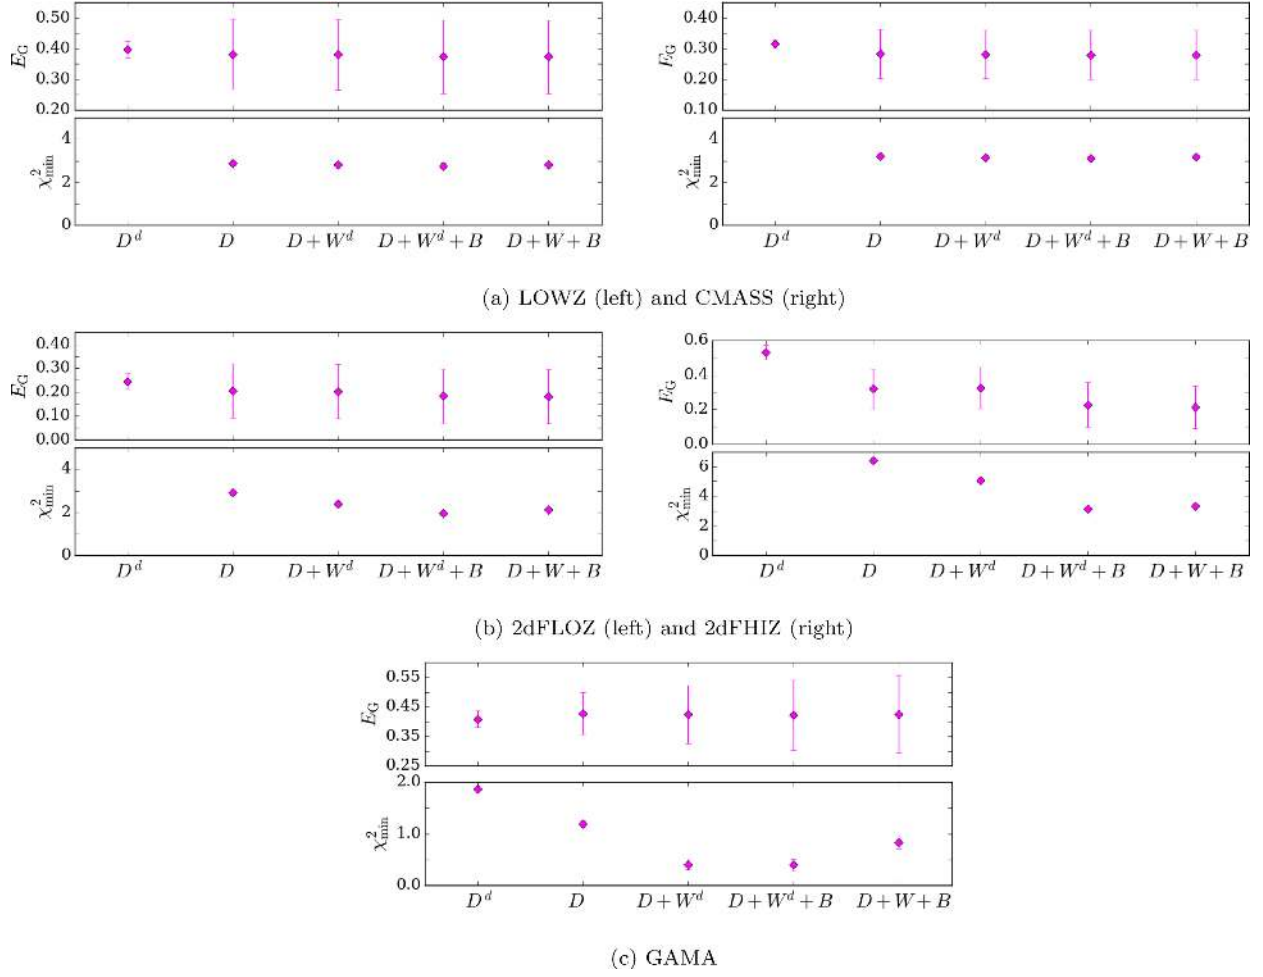 0.50 0.40 0.30 0.20 E_G
0.40 0.30 0.20 0.10 E_G
4 2 0 χ²_min
4 2 0 χ²_min
D^d D D + W^d D + W^d + B D + W + B
D^d D D + W^d D + W^d + B D + W + B
(a) LOWZ (left) and CMASS (right)
0.40 0.30 0.20 0.10 0.00 E_G
0.6 0.4 0.2 0.0 E_G
4 2 0 χ²_min
6 4 2 0 χ²_min
D^d D D + W^d D + W^d + B D + W + B
D^d D D + W^d D + W^d + B D + W + B
(b) 2dFLOZ (left) and 2dFHIZ (right)
0.55 0.45 0.35 0.25 E_G
2.0 1.0 0.0 χ²_min
D^d D D + W^d D + W^d + B D + W + B
(c) GAMA